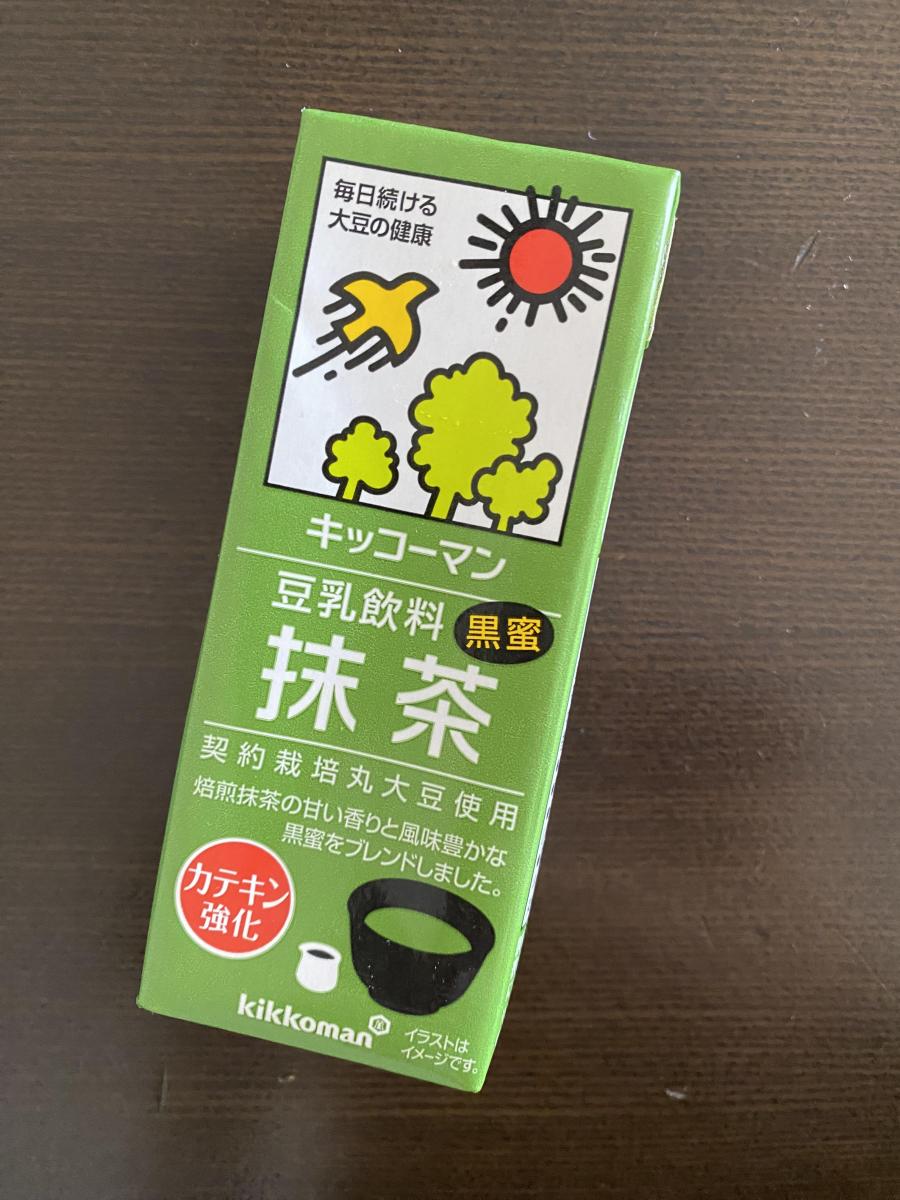 毎日続ける
大豆の健康
キッコーマン
豆乳飲料 黒蜜
抹茶
契約栽培丸大豆使用
焙煎抹茶の甘い香りと風味豊かな
黒蜜をブレンドしました。
カテキン
強化
kikkoman
イラストは
イメージです。